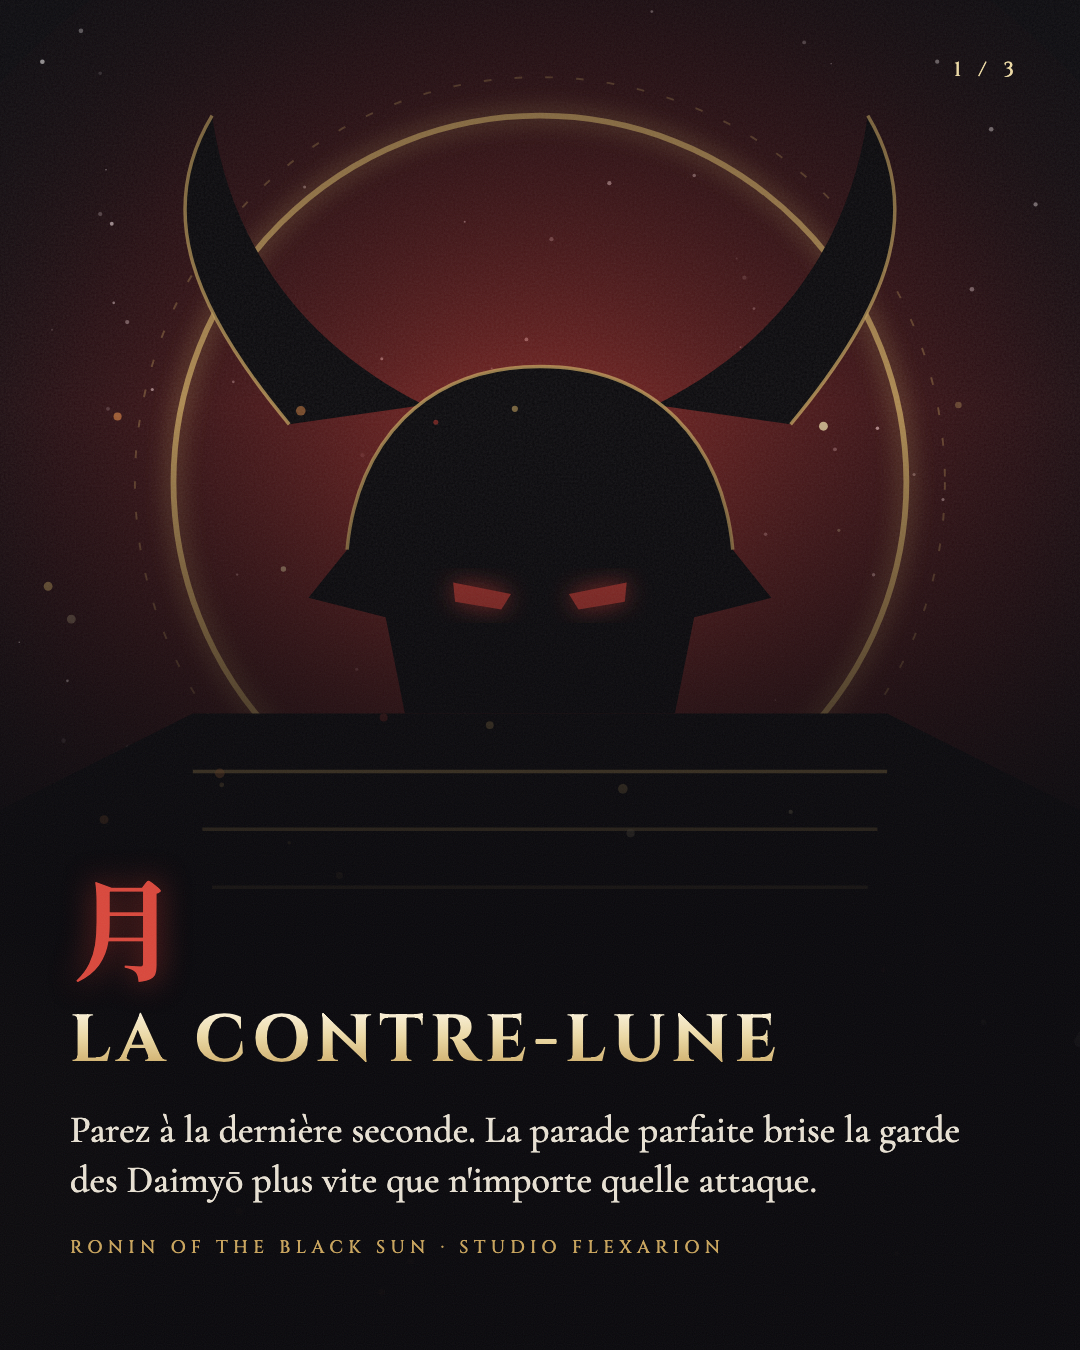 1 / 3
月
LA CONTRE-LUNE
Parez à la dernière seconde. La parade parfaite brise la garde
des Daimyō plus vite que n'importe quelle attaque.
RONIN OF THE BLACK SUN · STUDIO FLEXARION